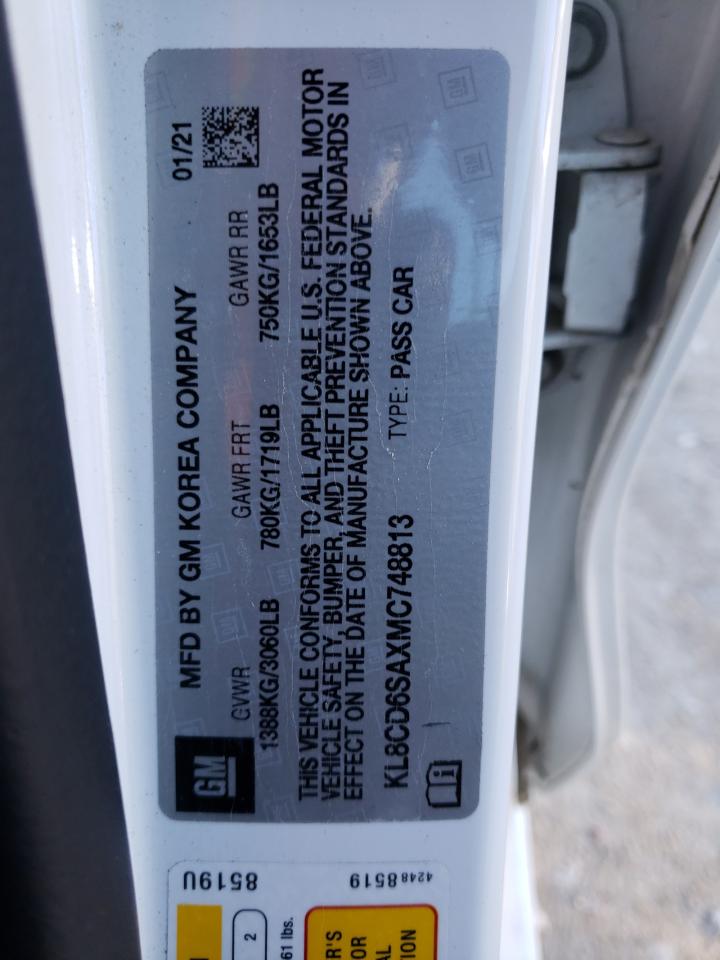 MFD BY GM KOREA COMPANY 01/21
GVWR GAWR FRT GAWR RR
1388KG/3060LB 780KG/1719LB 750KG/1653LB
THIS VEHICLE CONFORMS TO ALL APPLICABLE U.S. FEDERAL MOTOR
VEHICLE SAFETY, BUMPER, AND THEFT PREVENTION STANDARDS IN
EFFECT ON THE DATE OF MANUFACTURE SHOWN ABOVE.
KL8CD6SAXMC748813 TYPE: PASS CAR
GM
8519U
42488519
2
61 lbs.
R'S
OR
AL
ION